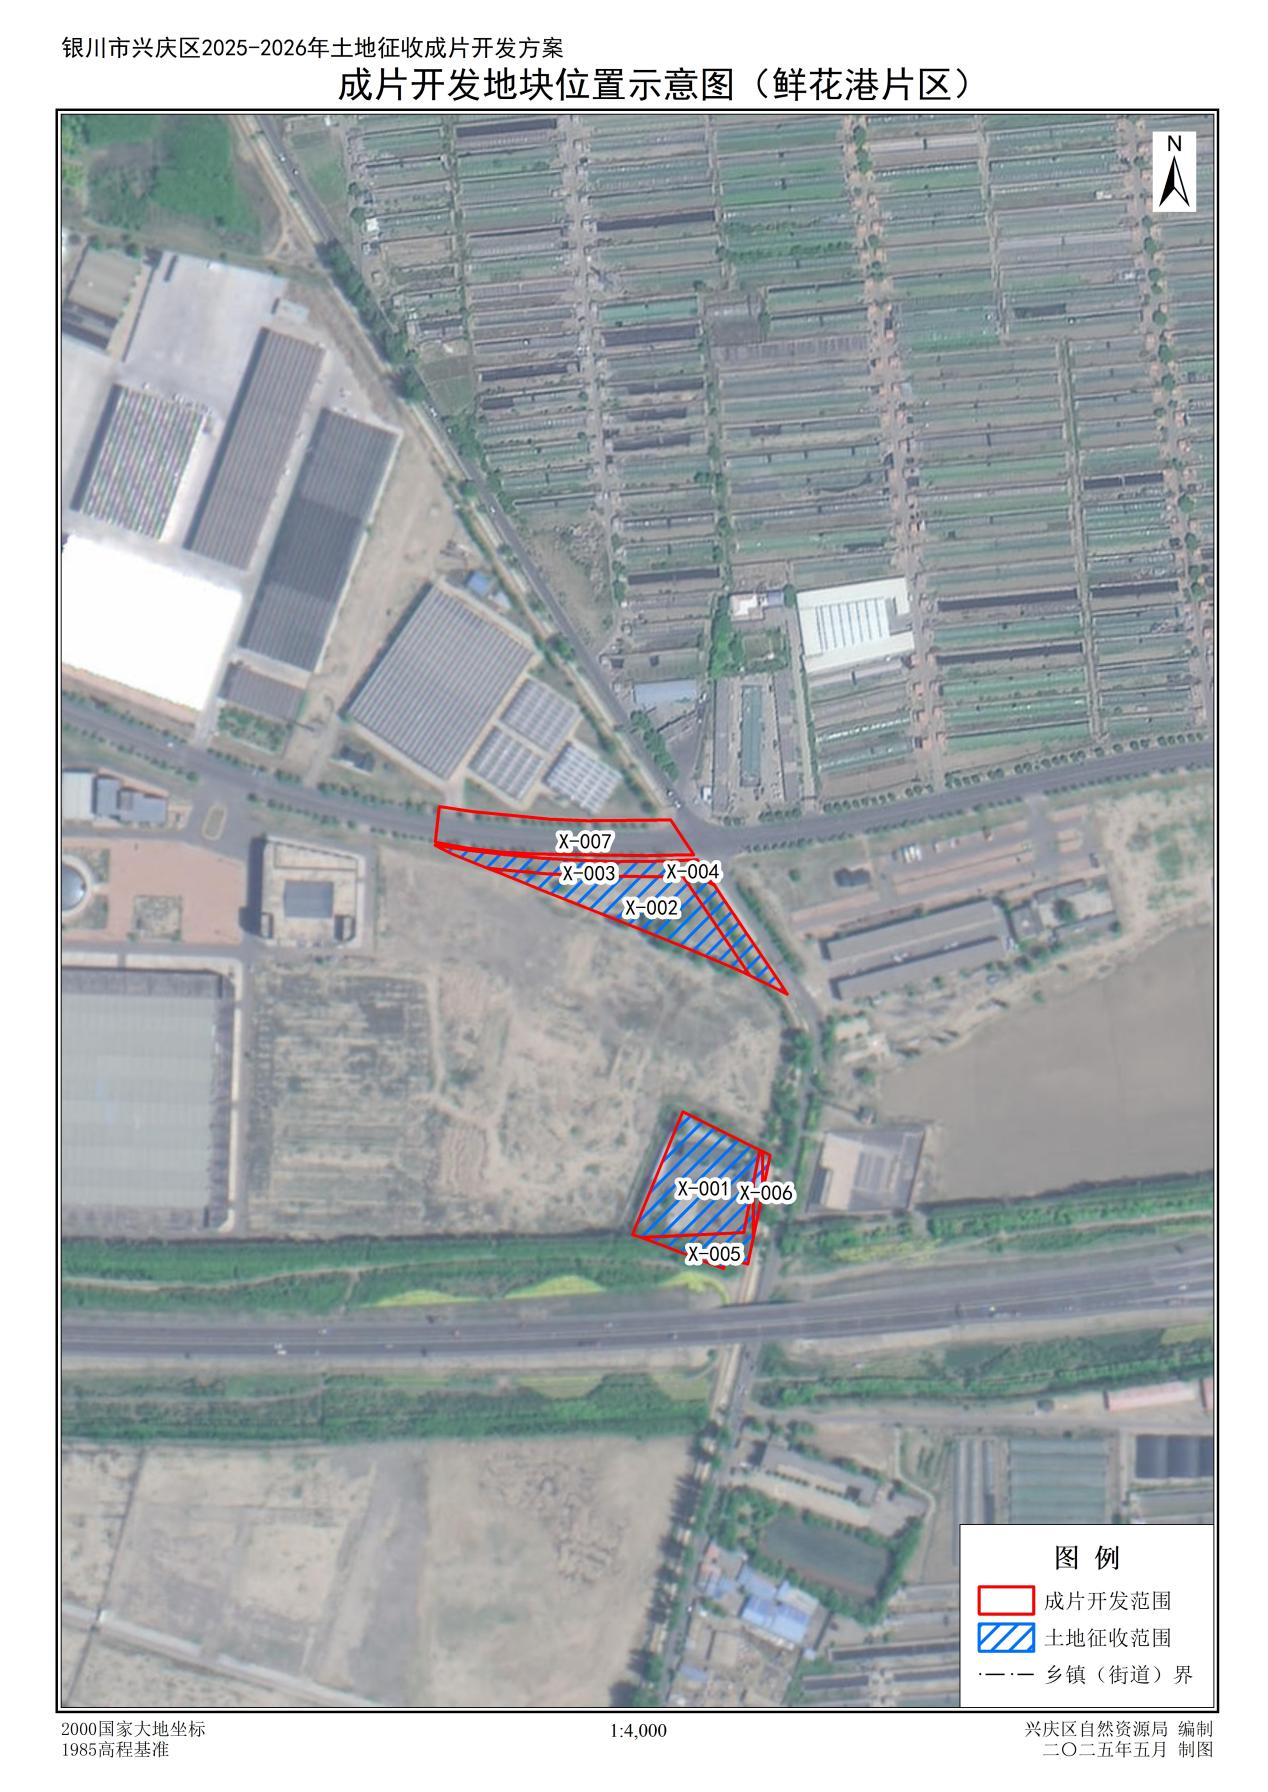 银川市兴庆区2025-2026年土地征收成片开发方案
成片开发地块位置示意图（鲜花港片区）
N
X-007
X-003
X-004
X-002
X-001
X-006
X-005
图 例
成片开发范围
土地征收范围
乡镇（街道）界
2000国家大地坐标
1985高程基准
1:4,000
兴庆区自然资源局 编制
二〇二五年五月 制图